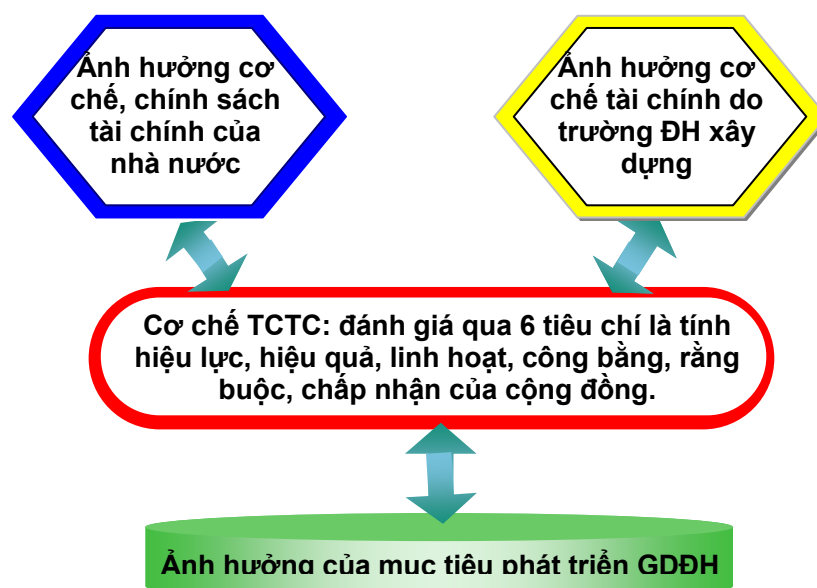 Ảnh hưởng cơ
chế, chính sách
tài chính của
nhà nước
Ảnh hưởng cơ
chế tài chính do
trường ĐH xây
dựng
Cơ chế TCTC: đánh giá qua 6 tiêu chí là tính
hiệu lực, hiệu quả, linh hoạt, công bằng, rằng
buộc, chấp nhận của cộng đồng.
Ảnh hưởng của mục tiêu phát triển GDĐH